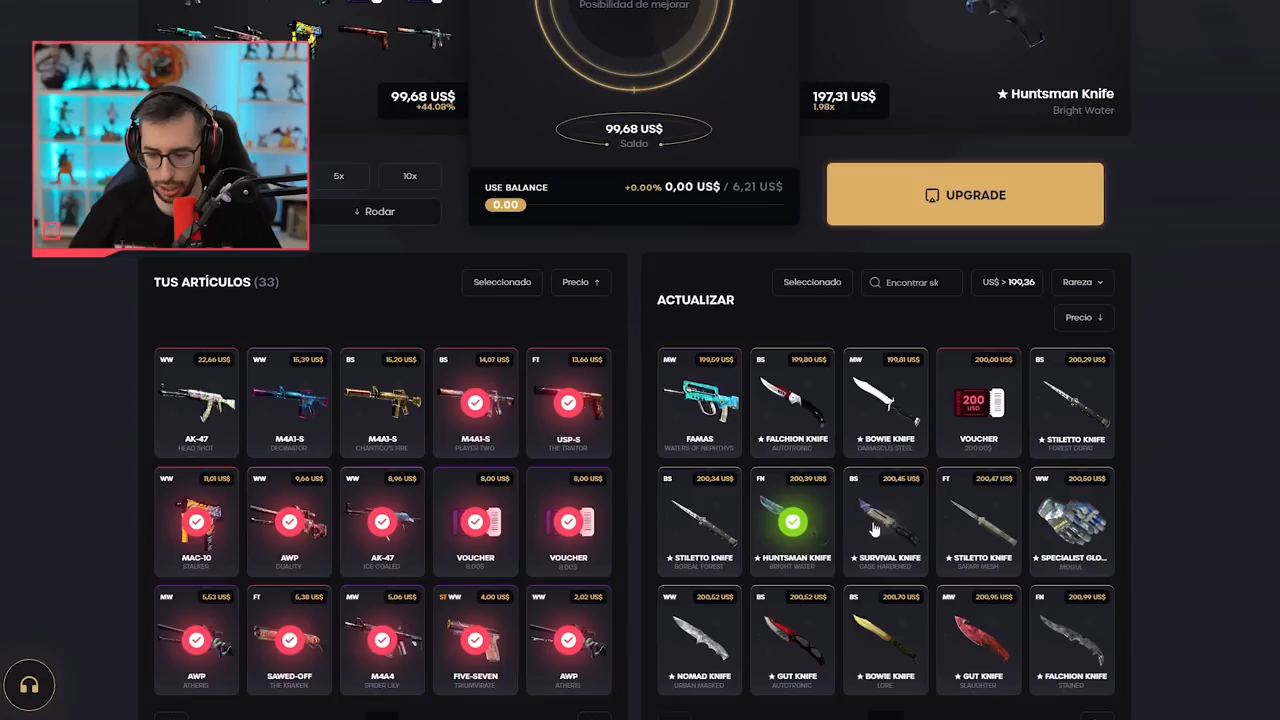 Posibilidad de mejorar
99,68 US$
+44.08%
197,31 US$
1.98x
★ Huntsman Knife
Bright Water
99,68 US$
Saldo
5x
10x
Rodar
USE BALANCE
+0.00% 0,00 US$ / 6,21 US$
0.00
UPGRADE
TUS ARTÍCULOS (33)
Seleccionado
Precio ↑
ACTUALIZAR
Seleccionado
Encontrar sk
US$ > 199,36
Rareza
Precio ↓
WW 22,66 US$
AK-47
HEAD SHOT
WW 15,39 US$
M4A1-S
DECIMATOR
BS 15,20 US$
M4A1-S
CHANTICO'S FIRE
BS 14,07 US$
M4A1-S
PLAYER TWO
FT 13,66 US$
USP-S
THE TRAITOR
MW 199,59 US$
FAMAS
WATERS OF NEPHTHYS
BS 199,80 US$
★ FALCHION KNIFE
AUTOTRONIC
MW 199,81 US$
★ BOWIE KNIFE
DAMASCUS STEEL
200,00 US$
200
USD
VOUCHER
200.00$
BS 200,29 US$
★ STILETTO KNIFE
FOREST DDPAT
WW 11,01 US$
MAC-10
STALKER
WW 9,66 US$
AWP
DUALITY
WW 8,96 US$
AK-47
ICE COALED
8,00 US$
VOUCHER
8.00$
8,00 US$
VOUCHER
8.00$
BS 200,34 US$
★ STILETTO KNIFE
BOREAL FOREST
FN 200,39 US$
★ HUNTSMAN KNIFE
BRIGHT WATER
BS 200,45 US$
★ SURVIVAL KNIFE
CASE HARDENED
FT 200,47 US$
★ STILETTO KNIFE
SAFARI MESH
WW 200,50 US$
★ SPECIALIST GLO...
MOGUL
MW 5,53 US$
AWP
ATHERIS
FT 5,38 US$
SAWED-OFF
THE KRAKEN
MW 5,06 US$
M4A4
SPIDER LILY
ST WW 4,00 US$
FIVE-SEVEN
TRIUMVIRATE
WW 2,02 US$
AWP
ATHERIS
WW 200,52 US$
★ NOMAD KNIFE
URBAN MASKED
BS 200,52 US$
★ GUT KNIFE
AUTOTRONIC
BS 200,70 US$
★ BOWIE KNIFE
LORE
MW 200,95 US$
★ GUT KNIFE
SLAUGHTER
FN 200,99 US$
★ FALCHION KNIFE
STAINED